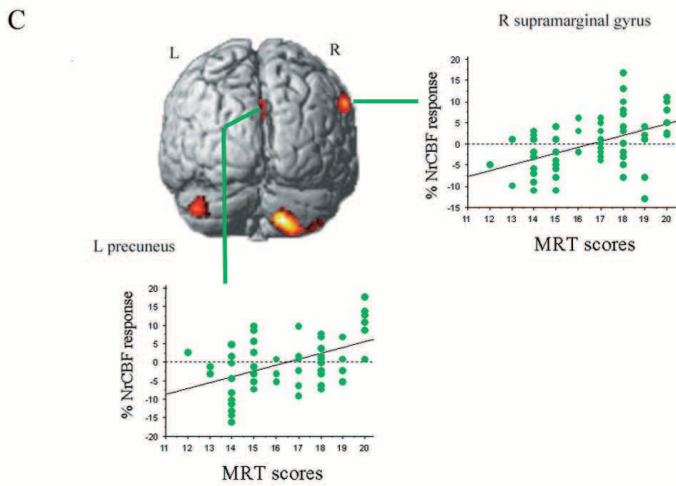 C
R supramarginal gyrus
L
R
% NrCBF response
20
15
10
5
0
-5
-10
-15
11 12 13 14 15 16 17 18 19 20
MRT scores
L precuneus
% NrCBF response
20
15
10
5
0
-5
-10
-15
-20
11 12 13 14 15 16 17 18 19 20
MRT scores